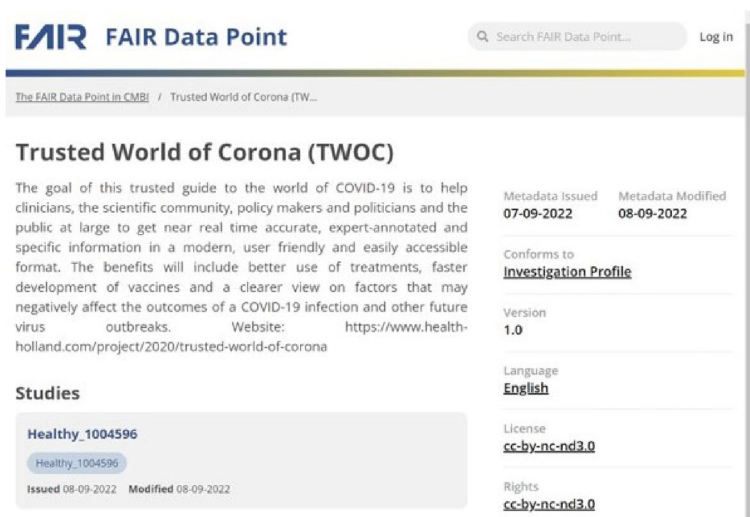 FAIR FAIR Data Point
Search FAIR Data Point...
Log in
The FAIR Data Point in CMBI / Trusted World of Corona (TW...
Trusted World of Corona (TWOC)
The goal of this trusted guide to the world of COVID-19 is to help
clinicians, the scientific community, policy makers and politicians and the
public at large to get near real time accurate, expert-annotated and
specific information in a modern, user friendly and easily accessible
format. The benefits will include better use of treatments, faster
development of vaccines and a clearer view on factors that may
negatively affect the outcomes of a COVID-19 infection and other future
virus outbreaks. Website: https://www.health-
holland.com/project/2020/trusted-world-of-corona
Studies
Healthy_1004596
Healthy_1004596
Issued 08-09-2022 Modified 08-09-2022
Metadata Issued Metadata Modified
07-09-2022 08-09-2022
Conforms to
Investigation Profile
Version
1.0
Language
English
License
cc-by-nc-nd3.0
Rights
cc-by-nc-nd3.0